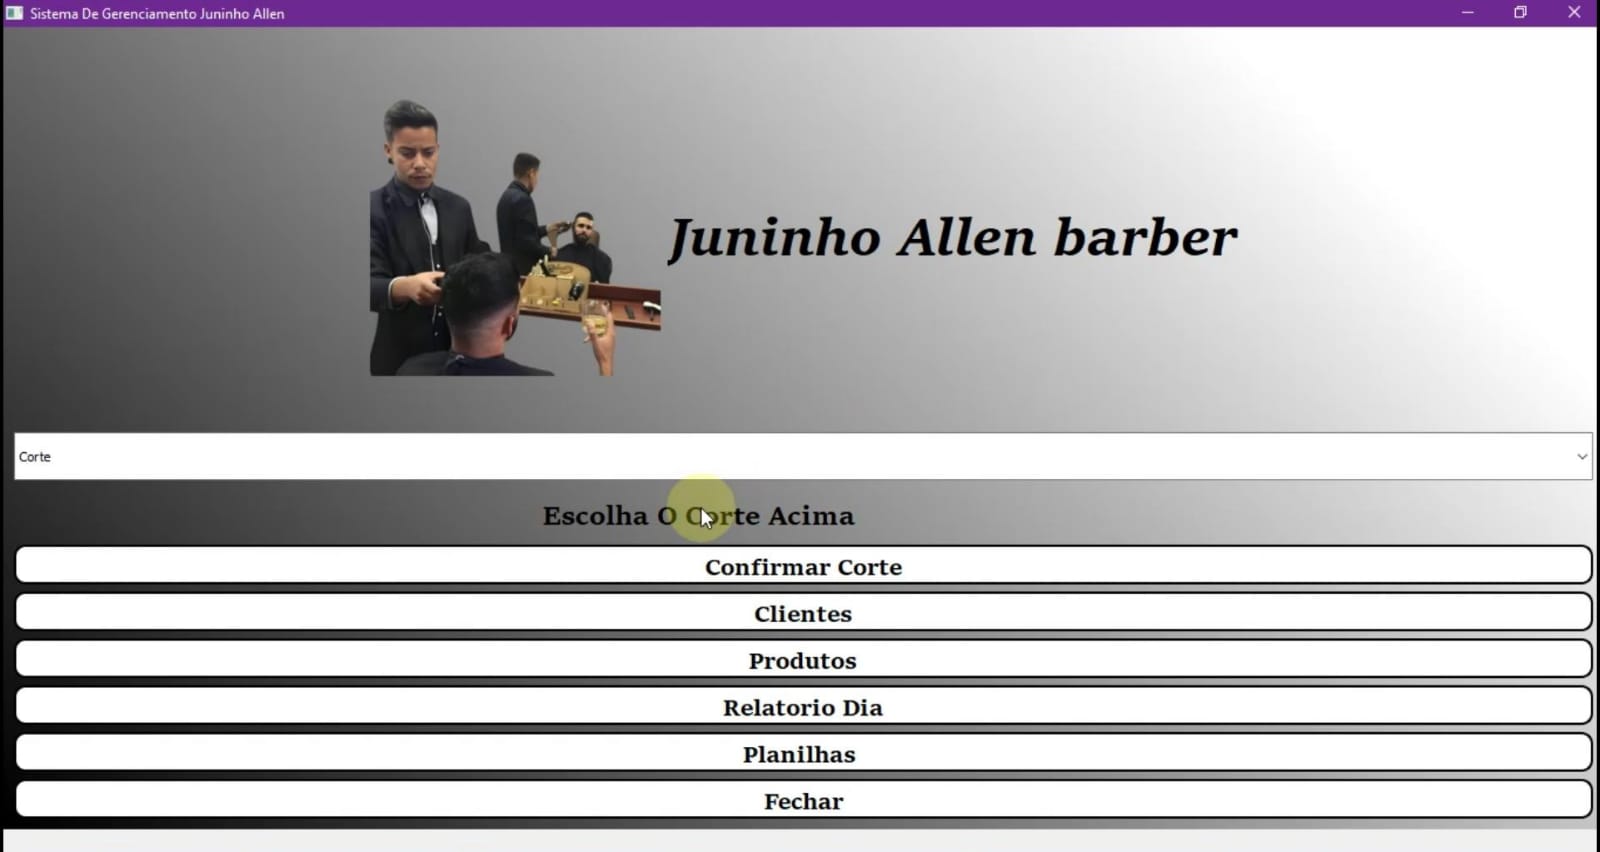 Sistema De Gerenciamento Juninho Allen
Juninho Allen barber
Corte
Escolha O Corte Acima
Confirmar Corte
Clientes
Produtos
Relatorio Dia
Planilhas
Fechar